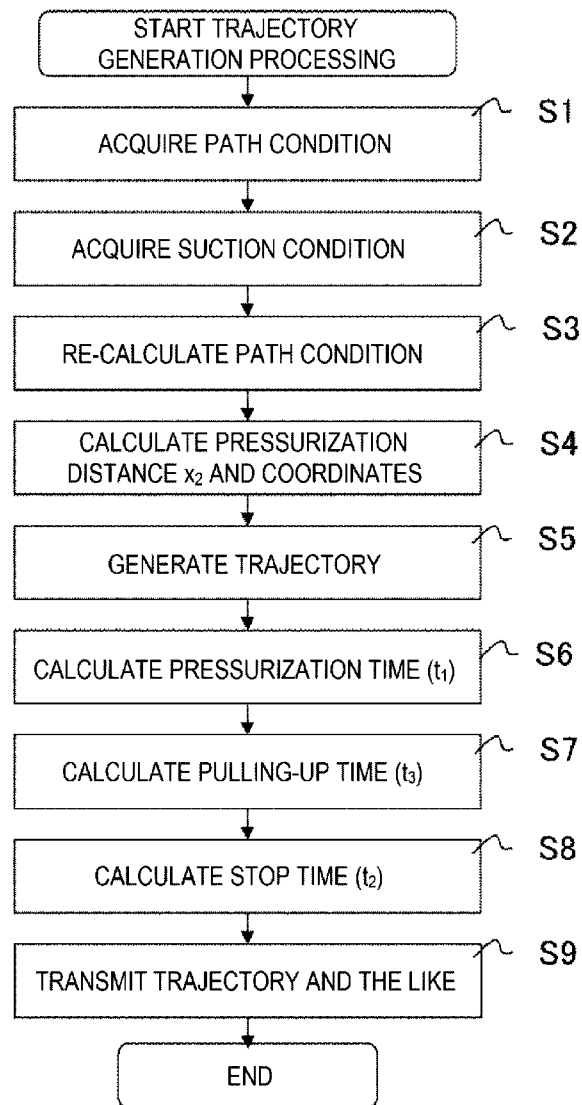 START TRAJECTORY
GENERATION PROCESSING
S1
ACQUIRE PATH CONDITION
S2
ACQUIRE SUCTION CONDITION
S3
RE-CALCULATE PATH CONDITION
S4
CALCULATE PRESSURIZATION
DISTANCE x₂ AND COORDINATES
S5
GENERATE TRAJECTORY
S6
CALCULATE PRESSURIZATION TIME (t₁)
S7
CALCULATE PULLING-UP TIME (t₃)
S8
CALCULATE STOP TIME (t₂)
S9
TRANSMIT TRAJECTORY AND THE LIKE
END